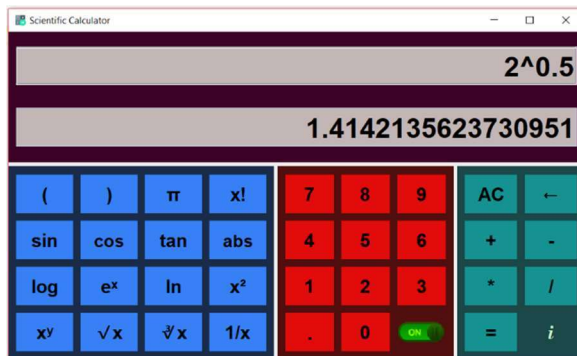 Scientific Calculator
2^0.5
1.4142135623730951
( ) π x! 7 8 9 AC ←
sin cos tan abs 4 5 6 + -
log eˣ ln x² 1 2 3 * /
xʸ √x ∛x 1/x . 0 ON = i